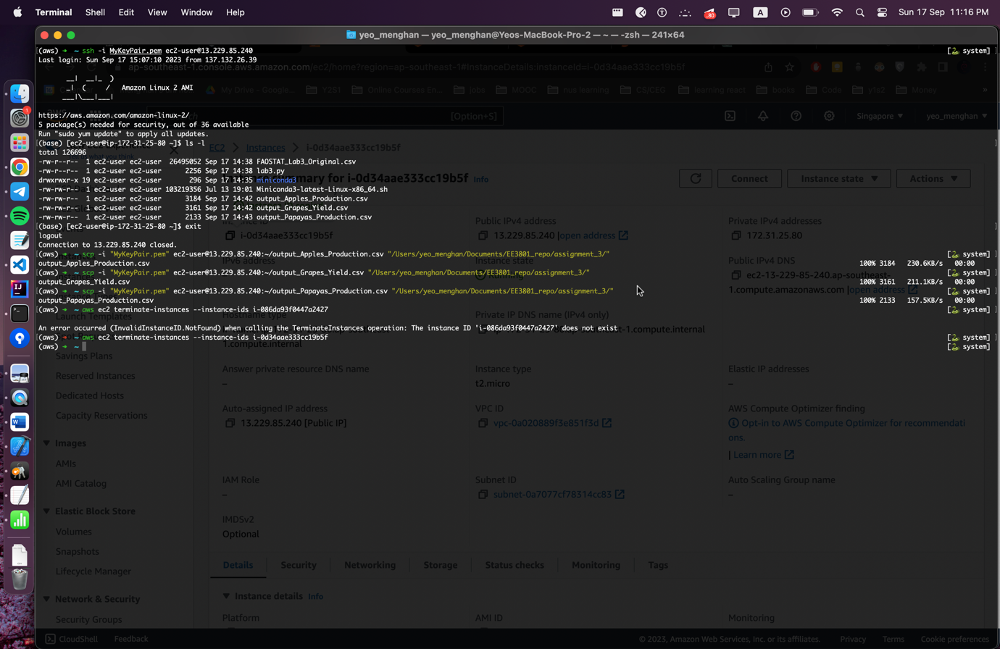 Terminal Shell Edit View Window Help
.80 A Sun 17 Sep 11:16 PM
yeo_menghan — yeo_menghan@Yeos-MacBook-Pro-2 — ~ — -zsh — 241×64
[(aws) ➜ ~ ssh -i MyKeyPair.pem ec2-user@13.229.85.240 [🐍 system] ]
Last login: Sun Sep 17 15:07:10 2023 from 137.132.26.39
__| __|_ )
_| ( / Amazon Linux 2 AMI
___|\___|___|
https://aws.amazon.com/amazon-linux-2/
5 package(s) needed for security, out of 36 available
Run "sudo yum update" to apply all updates.
[(base) [ec2-user@ip-172-31-25-80 ~]$ ls -l ]
total 126696
-rw-r--r-- 1 ec2-user ec2-user 26495052 Sep 17 14:38 FAOSTAT_Lab3_Original.csv
-rw-r--r-- 1 ec2-user ec2-user 2256 Sep 17 14:38 lab3.py
drwxrwxr-x 19 ec2-user ec2-user 296 Sep 17 14:35 miniconda3
-rw-rw-r-- 1 ec2-user ec2-user 103219356 Jul 13 19:01 Miniconda3-latest-Linux-x86_64.sh
-rw-rw-r-- 1 ec2-user ec2-user 3184 Sep 17 14:42 output_Apples_Production.csv
-rw-rw-r-- 1 ec2-user ec2-user 3161 Sep 17 14:42 output_Grapes_Yield.csv
-rw-rw-r-- 1 ec2-user ec2-user 2133 Sep 17 14:43 output_Papayas_Production.csv
[(base) [ec2-user@ip-172-31-25-80 ~]$ exit ]
logout
Connection to 13.229.85.240 closed.
[(aws) ➜ ~ scp -i "MyKeyPair.pem" ec2-user@13.229.85.240:~/output_Apples_Production.csv "/Users/yeo_menghan/Documents/EE3801_repo/assignment_3/" [🐍 system] ]
output_Apples_Production.csv 100% 3184 230.6KB/s 00:00
[(aws) ➜ ~ scp -i "MyKeyPair.pem" ec2-user@13.229.85.240:~/output_Grapes_Yield.csv "/Users/yeo_menghan/Documents/EE3801_repo/assignment_3/" [🐍 system] ]
output_Grapes_Yield.csv 100% 3161 211.1KB/s 00:00
[(aws) ➜ ~ scp -i "MyKeyPair.pem" ec2-user@13.229.85.240:~/output_Papayas_Production.csv "/Users/yeo_menghan/Documents/EE3801_repo/assignment_3/" [🐍 system] ]
output_Papayas_Production.csv 100% 2133 157.5KB/s 00:00
[(aws) ➜ ~ aws ec2 terminate-instances --instance-ids i-086da93f0447a2427 [🐍 system] ]
An error occurred (InvalidInstanceID.NotFound) when calling the TerminateInstances operation: The instance ID 'i-086da93f0447a2427' does not exist
[(aws) ➜ ~ aws ec2 terminate-instances --instance-ids i-0d34aae333cc19b5f [🐍 system] ]
(aws) ➜ ~ [🐍 system]
ap-southeast-1.console.aws.amazon.com/ec2/home?region=ap-southeast-1#InstanceDetails:instanceId=i-0d34aae333cc19b5f
My Drive - Google... Y2S1 Online Courses En... jobs MOOC nus learning CS/CEO learning react books Code y1s2 Money »
[Option+S] Singapore ▼ yeo_menghan ▼
EC2 > Instances > i-0d34aae333cc19b5f
summary for i-0d34aae333cc19b5f Info
Connect Instance state ▼ Actions ▼
Public IPv4 address Private IPv4 addresses
i-0d34aae333cc19b5f 13.229.85.240 |open address 172.31.25.80
IPv6 address Instance state Public IPv4 DNS
ec2-13-229-85-240.ap-southeast-
1.compute.amazonaws.com |open address
Launch Templates
Savings Plans
Reserved Instances
Dedicated Hosts
Capacity Reservations
Images
AMIs
AMI Catalog
Elastic Block Store
Volumes
Snapshots
Lifecycle Manager
Network & Security
Security Groups
Hostname type Private IP DNS name (IPv4 only)
1.compute.internal
Answer private resource DNS name Instance type Elastic IP addresses
– t2.micro –
Auto-assigned IP address VPC ID AWS Compute Optimizer finding
13.229.85.240 [Public IP] vpc-0a020889f3e851f3d Opt-in to AWS Compute Optimizer for recommendati
ons.
| Learn more
IAM Role Subnet ID Auto Scaling Group name
– subnet-0a7077cf78314cc83 –
IMDSv2
Optional
Details Security Networking Storage Status checks Monitoring Tags
▼ Instance details Info
Platform AMI ID Monitoring
CloudShell Feedback © 2023, Amazon Web Services, Inc. or its affiliates. Privacy Terms Cookie preferences